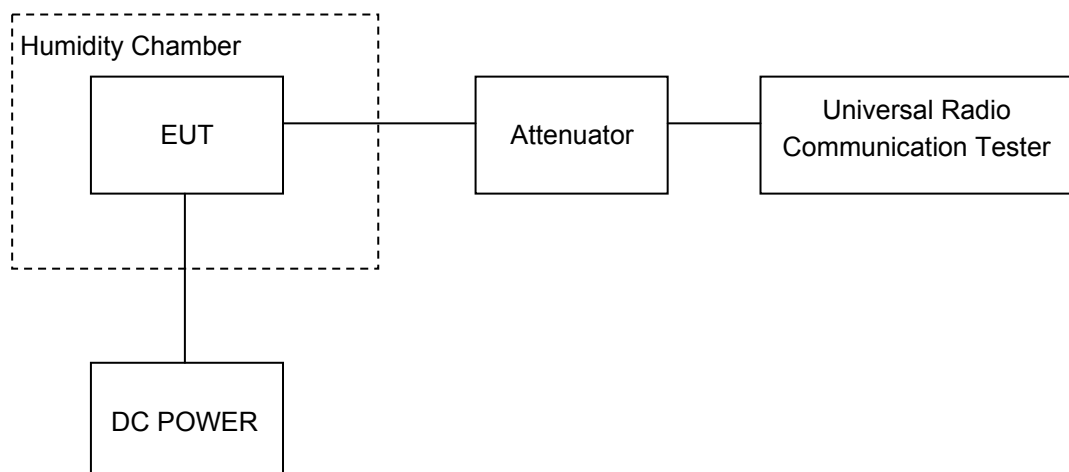 Humidity Chamber
EUT
Attenuator
Universal Radio
Communication Tester
DC POWER